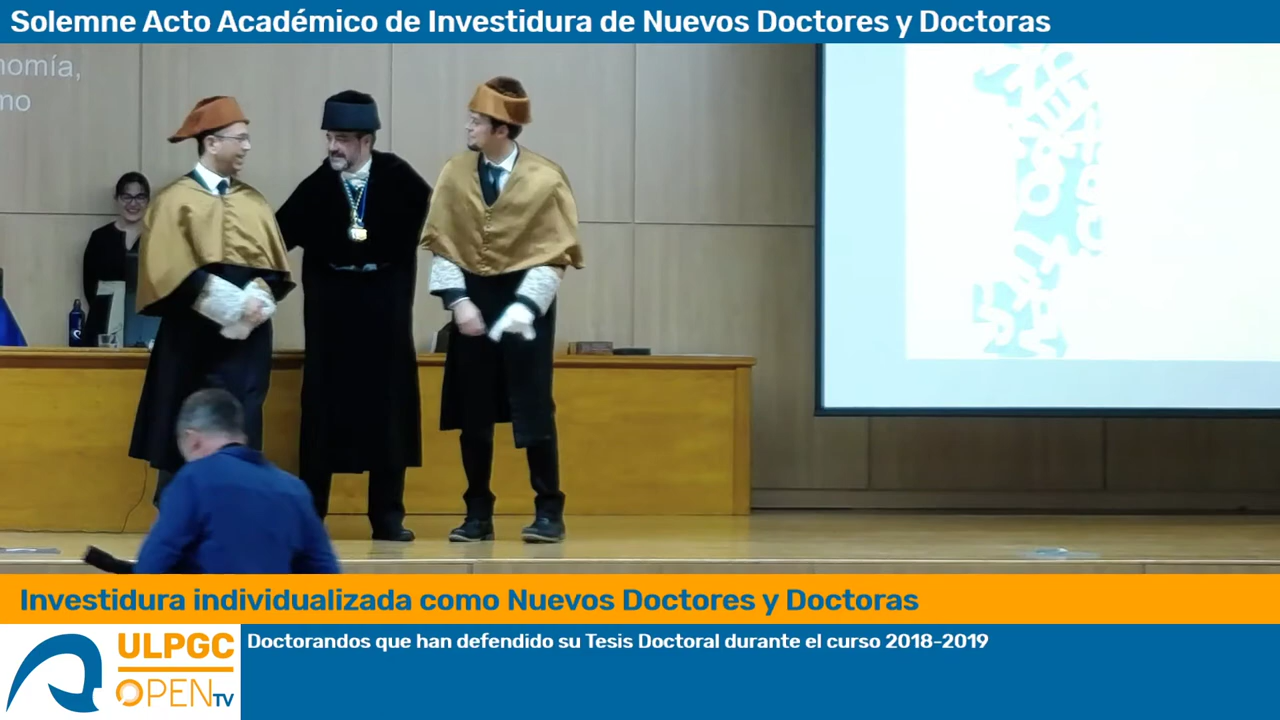 Solemne Acto Académico de Investidura de Nuevos Doctores y Doctoras
nomía,
mo
Investidura individualizada como Nuevos Doctores y Doctoras
ULPGC
OPENTV
Doctorandos que han defendido su Tesis Doctoral durante el curso 2018-2019